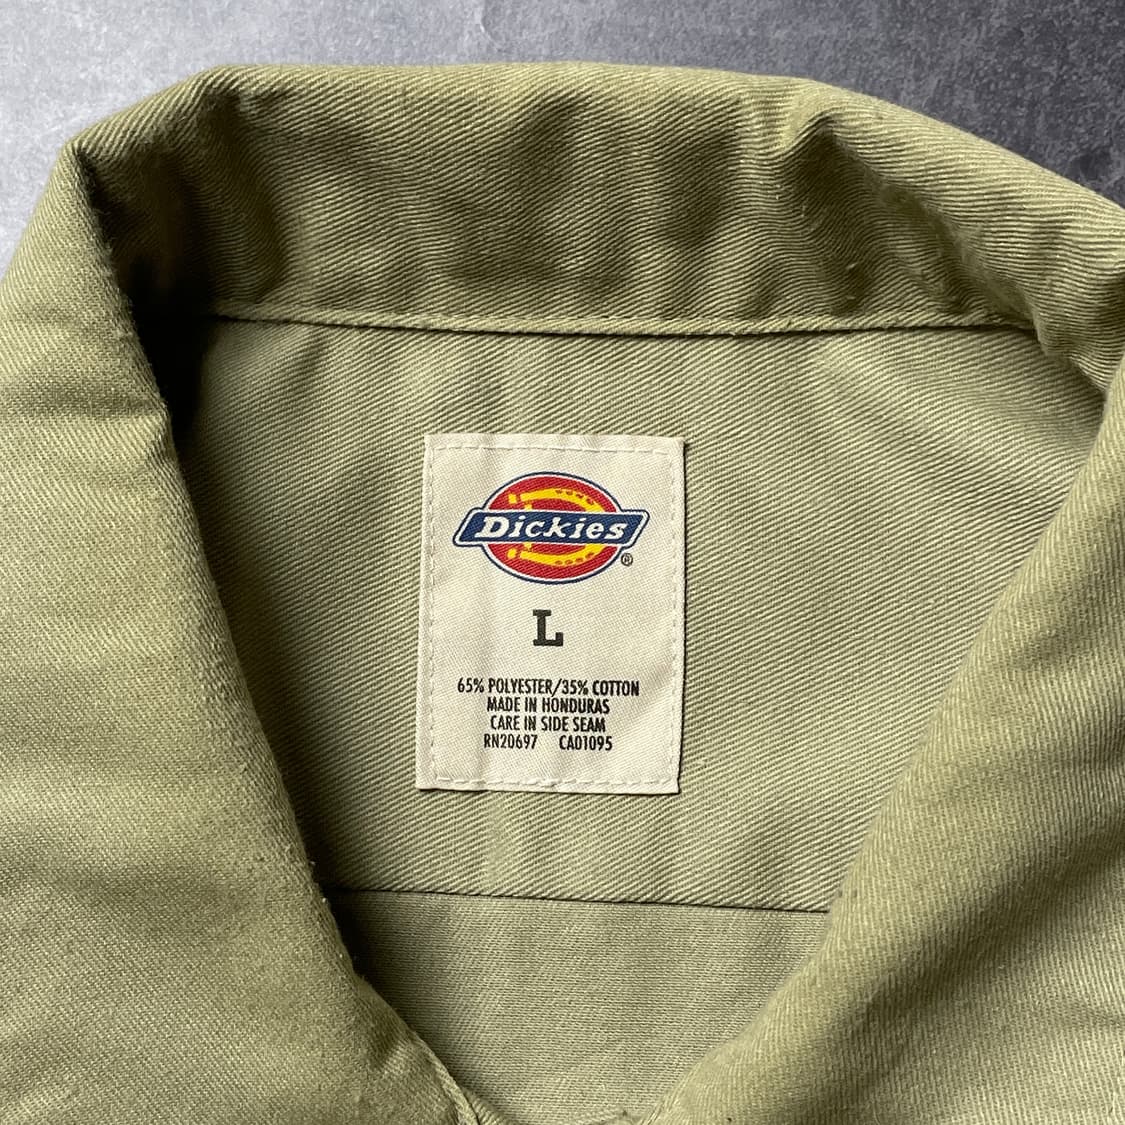 Dickies
®
L
65% POLYESTER/35% COTTON
MADE IN HONDURAS
CARE IN SIDE SEAM
RN20697 CA01095